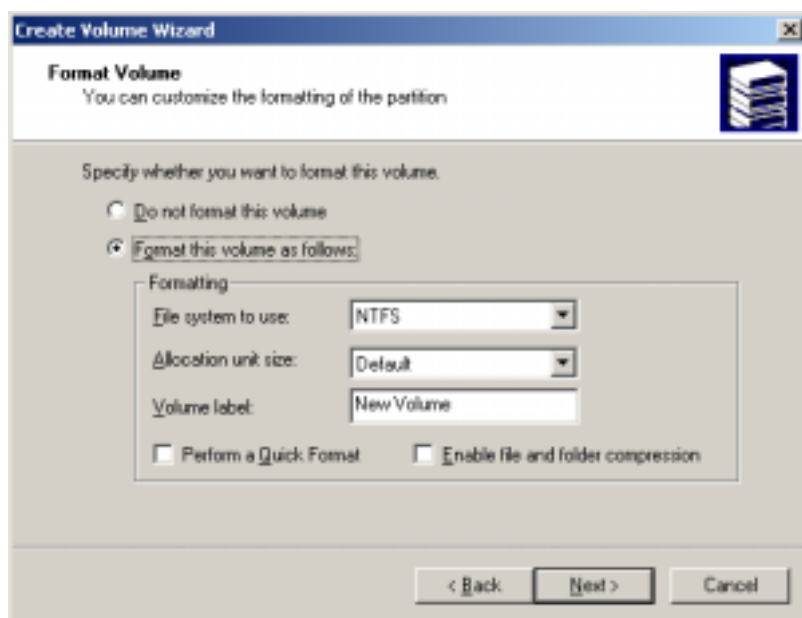 Create Volume Wizard
Format Volume
You can customize the formatting of the partition
Specify whether you want to format this volume.
Do not format this volume
Format this volume as follows:
Formatting
File system to use: NTFS
Allocation unit size: Default
Volume label: New Volume
Perform a Quick Format Enable file and folder compression
< Back Next > Cancel